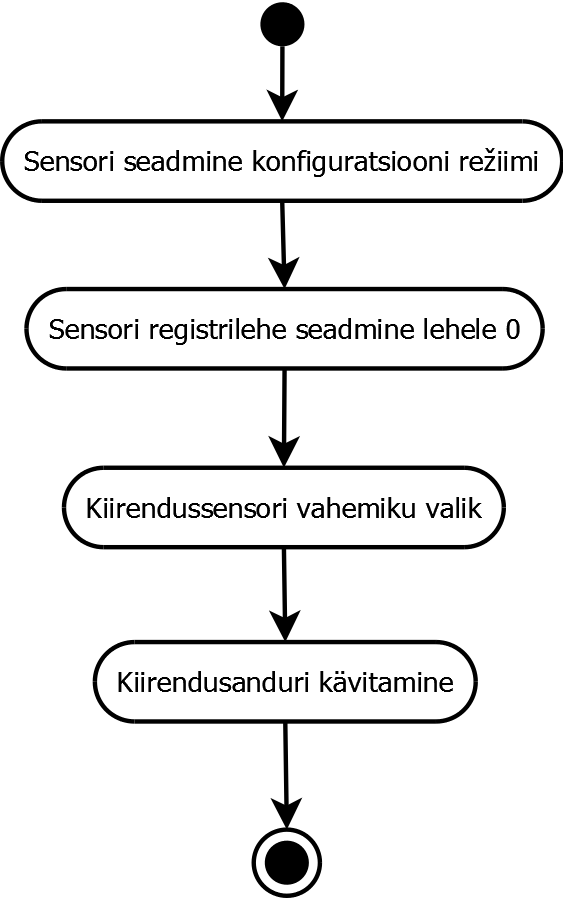 Sensori seadmine konfiguratsiooni režiimi
Sensori registrilehe seadmine lehele 0
Kiirendussensori vahemiku valik
Kiirendusanduri kävitamine